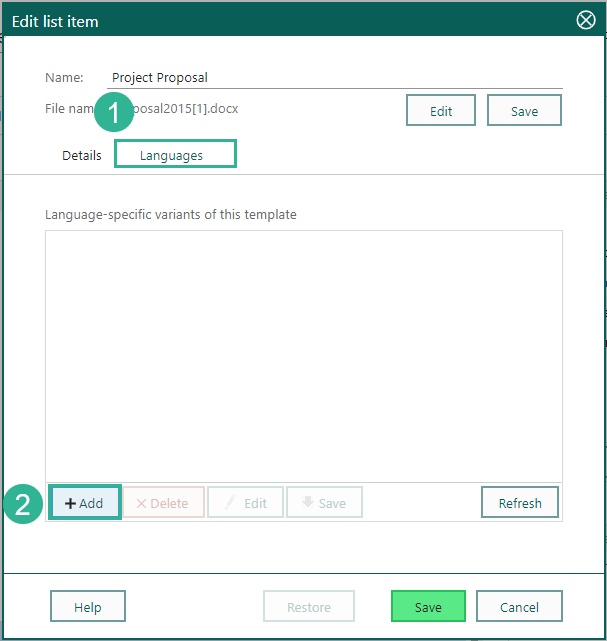 Edit list item
Name: Project Proposal
File nam posal2015[1].docx
1
Edit Save
Details Languages
Language-specific variants of this template
2
Add Delete Edit Save Refresh
Help Restore Save Cancel